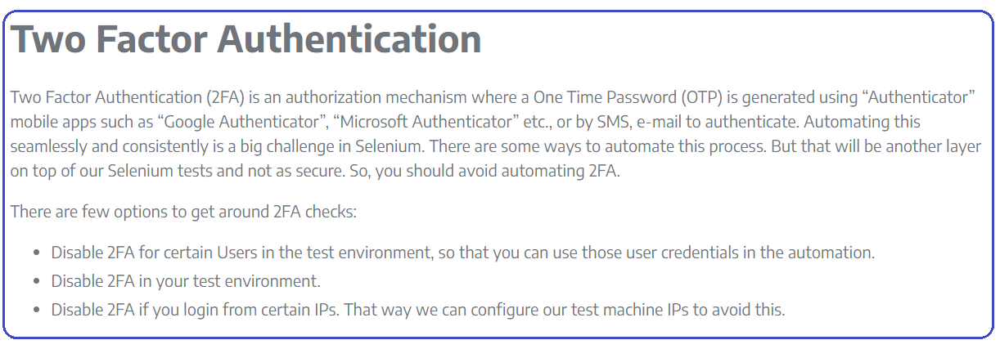 Two Factor Authentication
Two Factor Authentication (2FA) is an authorization mechanism where a One Time Password (OTP) is generated using “Authenticator”
mobile apps such as “Google Authenticator”, “Microsoft Authenticator” etc., or by SMS, e-mail to authenticate. Automating this
seamlessly and consistently is a big challenge in Selenium. There are some ways to automate this process. But that will be another layer
on top of our Selenium tests and not as secure. So, you should avoid automating 2FA.
There are few options to get around 2FA checks:
• Disable 2FA for certain Users in the test environment, so that you can use those user credentials in the automation.
• Disable 2FA in your test environment.
• Disable 2FA if you login from certain IPs. That way we can configure our test machine IPs to avoid this.